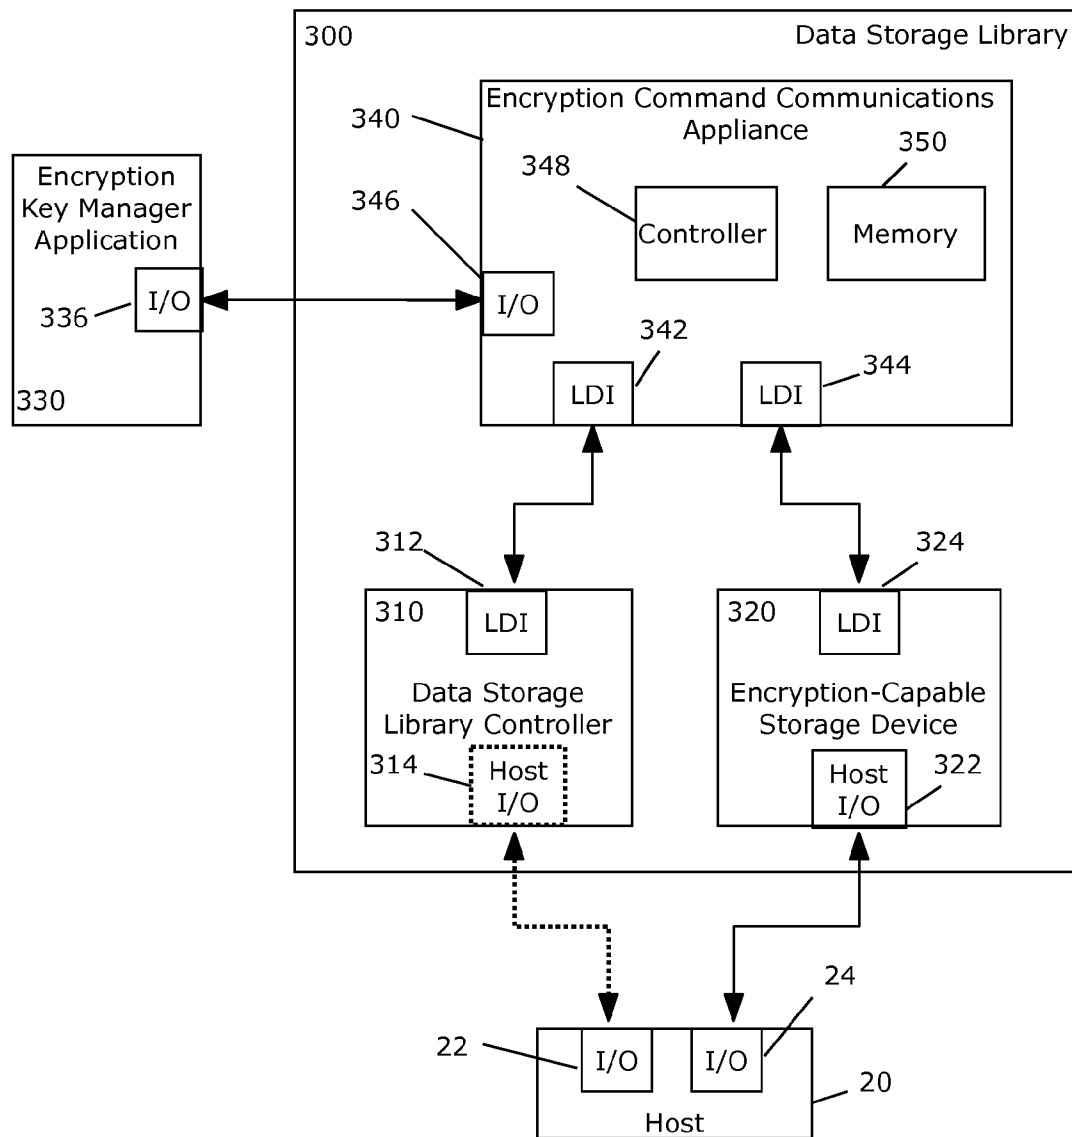 300
Data Storage Library
Encryption Command Communications
Appliance
340
350
348
Encryption
Key Manager
Application
346
Controller
Memory
I/O
I/O
336
342
344
330
LDI
LDI
312
324
310
LDI
320
LDI
Data Storage
Library Controller
Encryption-Capable
Storage Device
314
Host
I/O
Host
I/O
322
24
22
I/O
I/O
20
Host